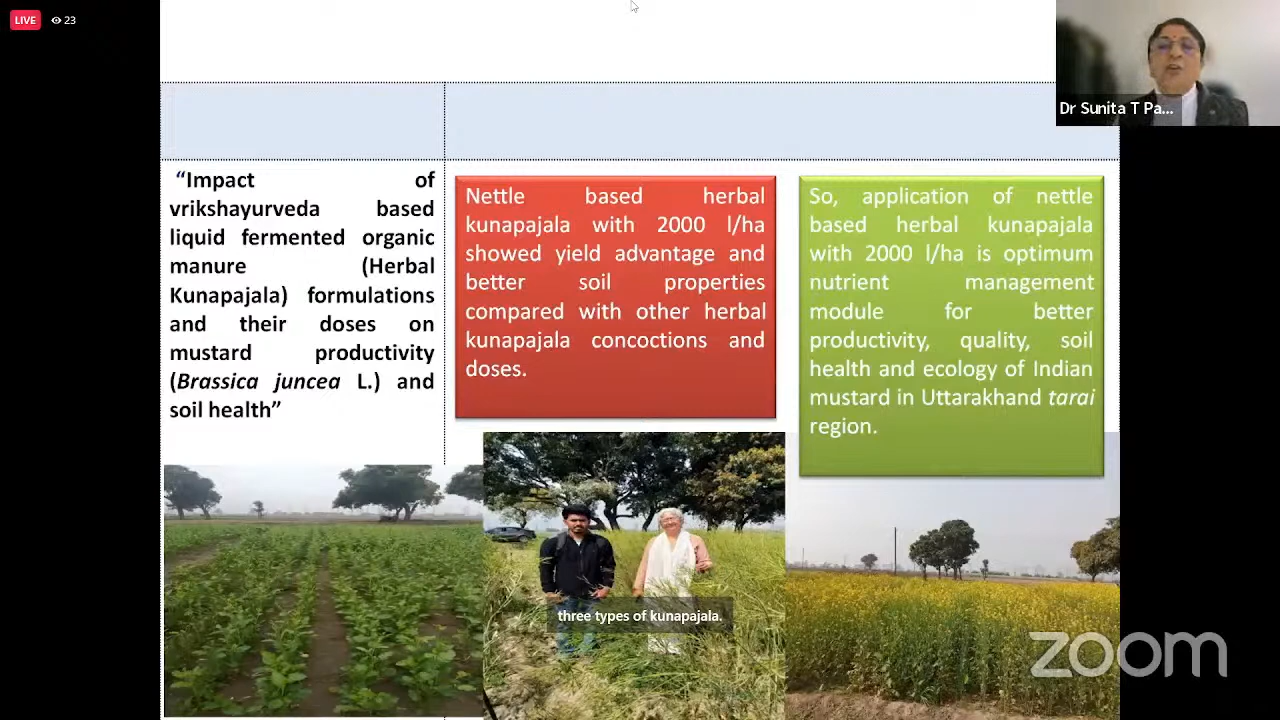 LIVE
23
Dr Sunita T Pa...
“Impact of
vrikshayurveda based
liquid fermented organic
manure (Herbal
Kunapajala) formulations
and their doses on
mustard productivity
(Brassica juncea L.) and
soil health”
Nettle based herbal
kunapajala with 2000 l/ha
showed yield advantage and
better soil properties
compared with other herbal
kunapajala concoctions and
doses.
So, application of nettle
based herbal kunapajala
with 2000 l/ha is optimum
nutrient management
module for better
productivity, quality, soil
health and ecology of Indian
mustard in Uttarakhand tarai
region.
three types of kunapajala.
zoom